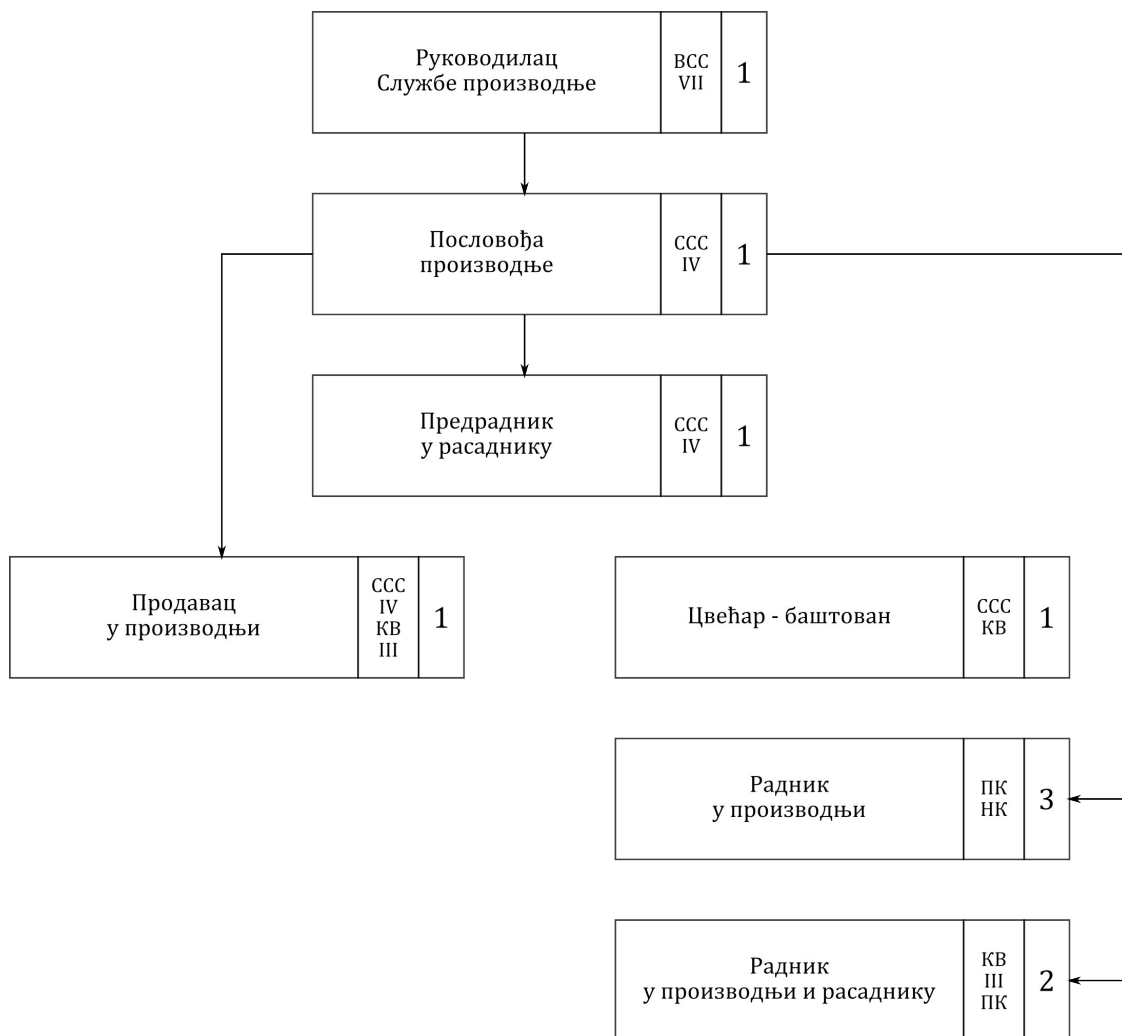 Руководилац
Службе производње
ВСС
VII
1
Пословођа
производње
ССС
IV
1
Предрадник
у расаднику
ССС
IV
1
Продавац
у производњи
ССС
IV
КВ
III
1
Цвећар - баштован
ССС
КВ
1
Радник
у производњи
ПК
НК
3
Радник
у производњи и расаднику
КВ
III
ПК
2